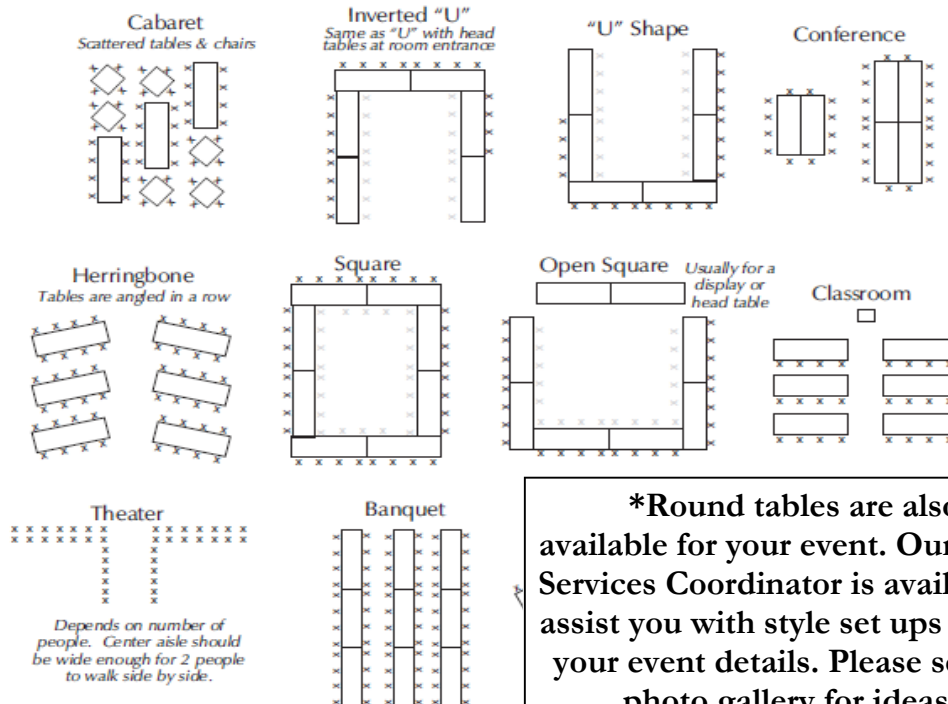 Cabaret
Scattered tables & chairs
Inverted “U”
Same as “U” with head
tables at room entrance
“U” Shape
Conference
Herringbone
Tables are angled in a row
Square
Open Square
Usually for a
display or
head table
Classroom
Theater
Depends on number of
people. Center aisle should
be wide enough for 2 people
to walk side by side.
Banquet
*Round tables are also
available for your event. Our
Services Coordinator is
assist you with style set ups
your event details. Please
photo gallery for ideas